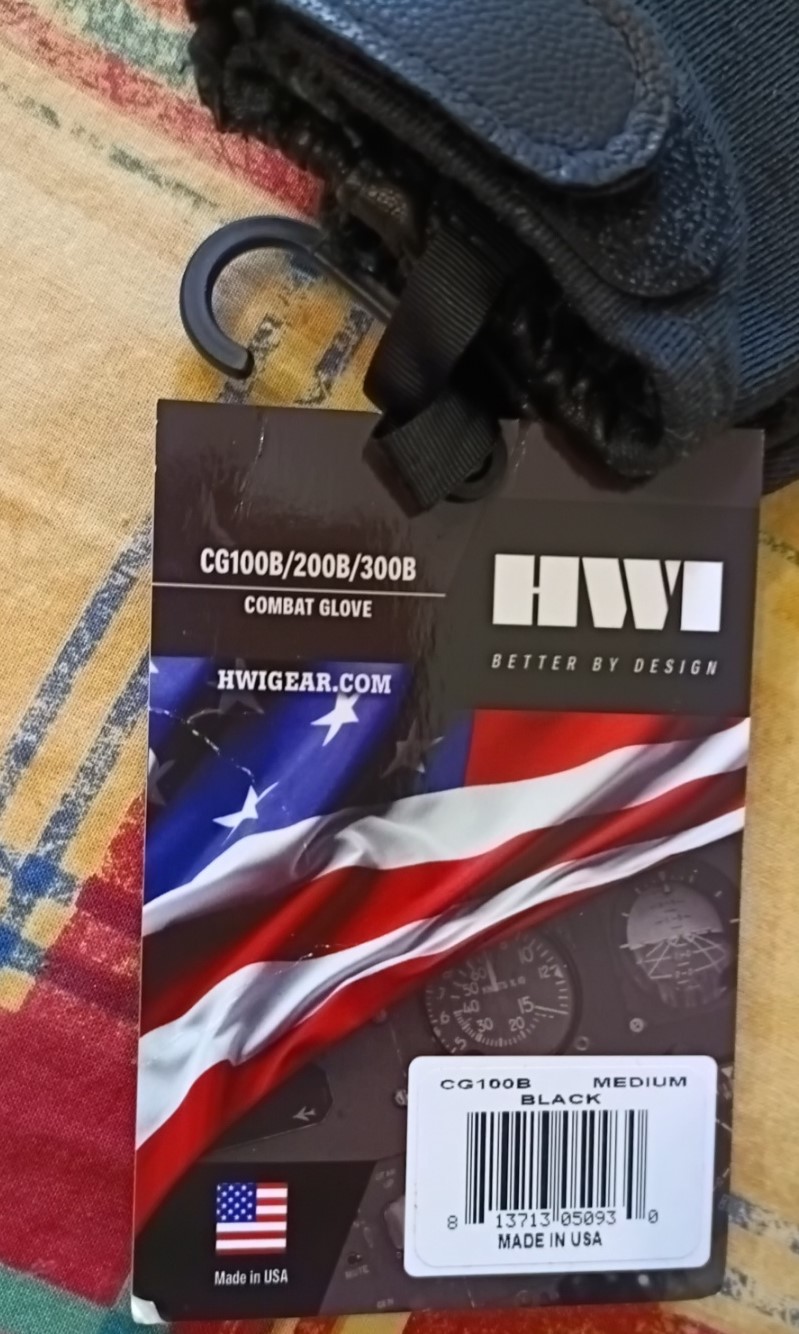 CG100B/200B/300B
COMBAT GLOVE
HWI
BETTER BY DESIGN
HWIGEAR.COM
CG100B MEDIUM
BLACK
8 13713 05093 0
MADE IN USA
Made in USA